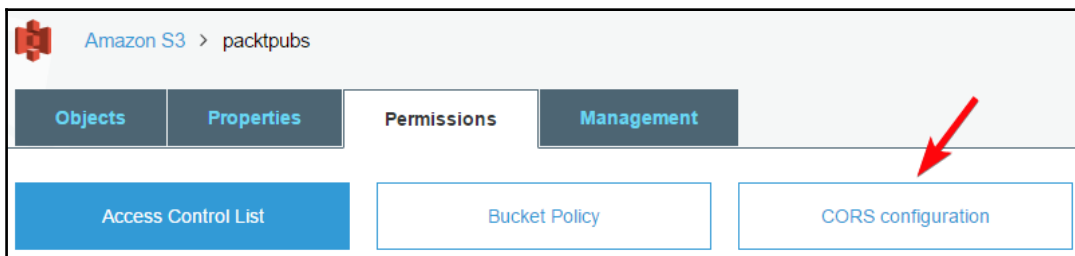 Amazon S3 > packtpubs
Objects Properties Permissions Management
Access Control List Bucket Policy CORS configuration